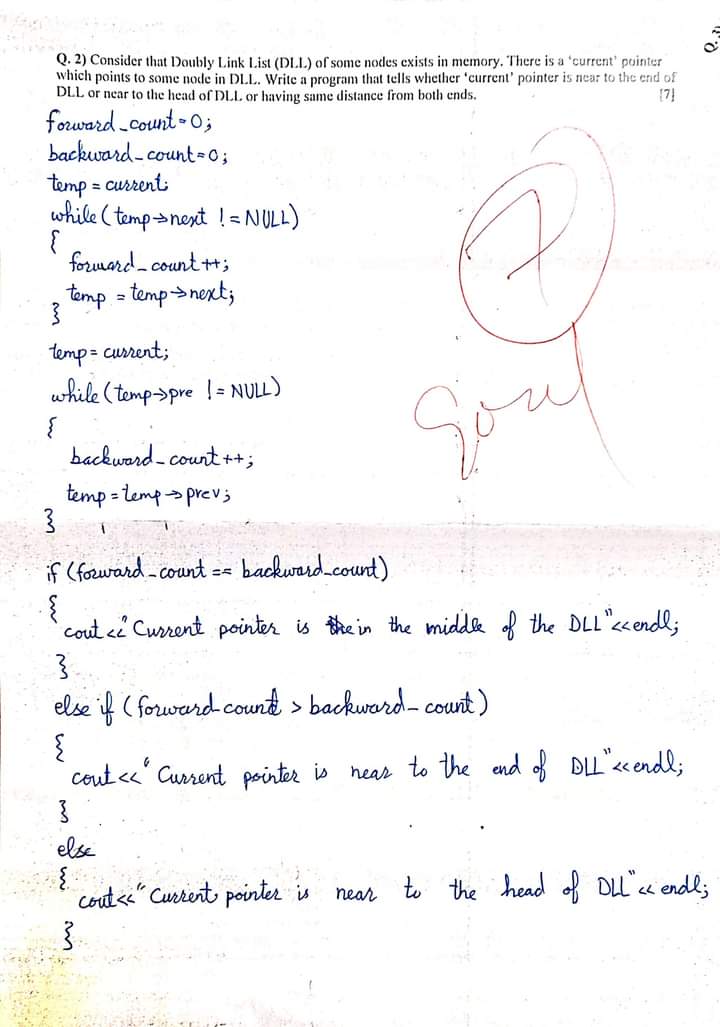 Q. 2) Consider that Doubly Link List (DLL) of some nodes exists in memory. There is a 'current' pointer
which points to some node in DLL. Write a program that tells whether 'current' pointer is near to the end of
DLL or near to the head of DLL or having same distance from both ends. [7]
forward_count=0;
backward_count=0;
temp = current;
while(temp→next != NULL)
{
forward_count++;
temp = temp→next;
}
temp = current;
while(temp→pre != NULL)
{
backward_count++;
temp = temp→prev;
}
if (forward_count == backward_count)
{
cout<<"Current pointer is in the middle of the DLL"<<endl;
}
else if (forward count > backward_count)
{
cout<<"Current pointer is near to the end of DLL"<<endl;
}
else
{
cout<<"Current pointer is near to the head of DLL"<<endl;
}
7
Good